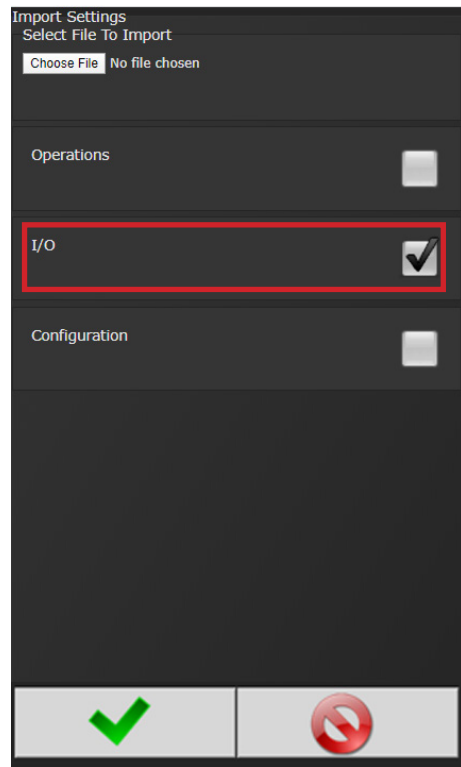 Import Settings
Select File To Import
Choose File No file chosen
Operations
I/O
Configuration